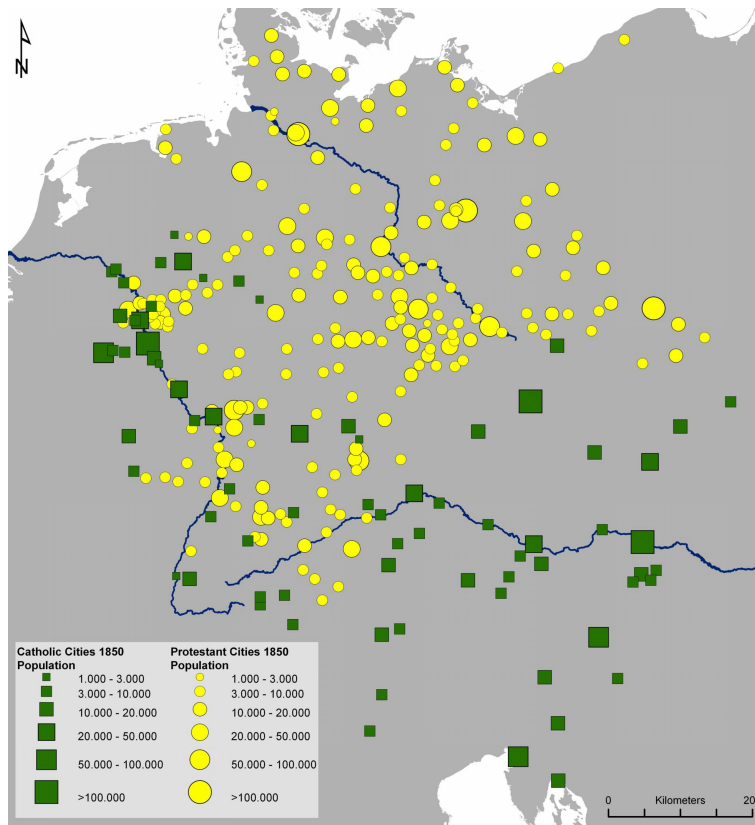 N
Catholic Cities 1850
Population
1.000 - 3.000
3.000 - 10.000
10.000 - 20.000
20.000 - 50.000
50.000 - 100.000
>100.000
Protestant Cities 1850
Population
1.000 - 3.000
3.000 - 10.000
10.000 - 20.000
20.000 - 50.000
50.000 - 100.000
>100.000
Kilometers
0 20